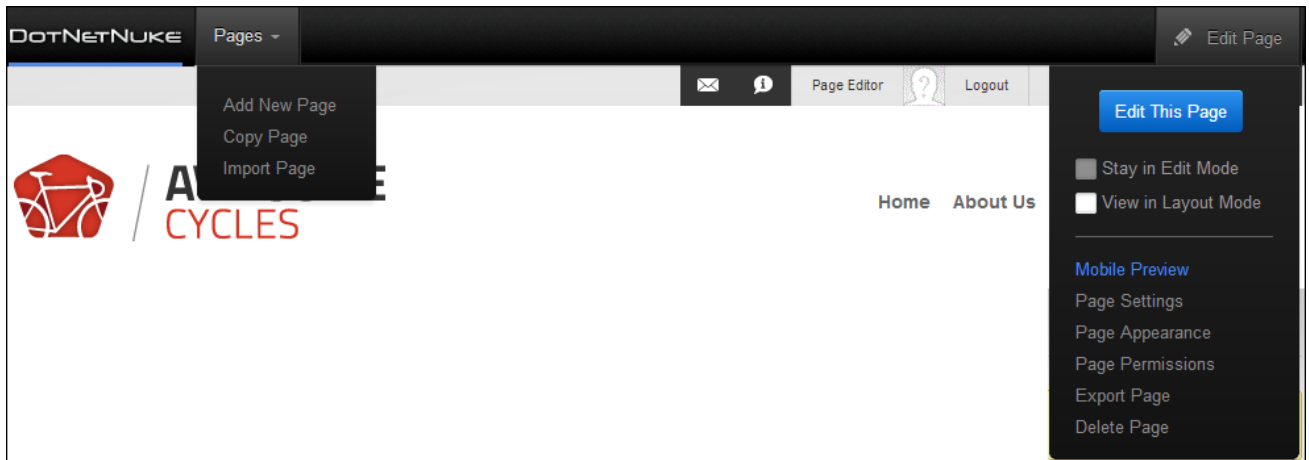 DOTNETNUKE Pages Edit Page
Page Editor Logout
Add New Page
Copy Page
Import Page
CYCLES
Home About Us
Edit This Page
Stay in Edit Mode
View in Layout Mode
Mobile Preview
Page Settings
Page Appearance
Page Permissions
Export Page
Delete Page